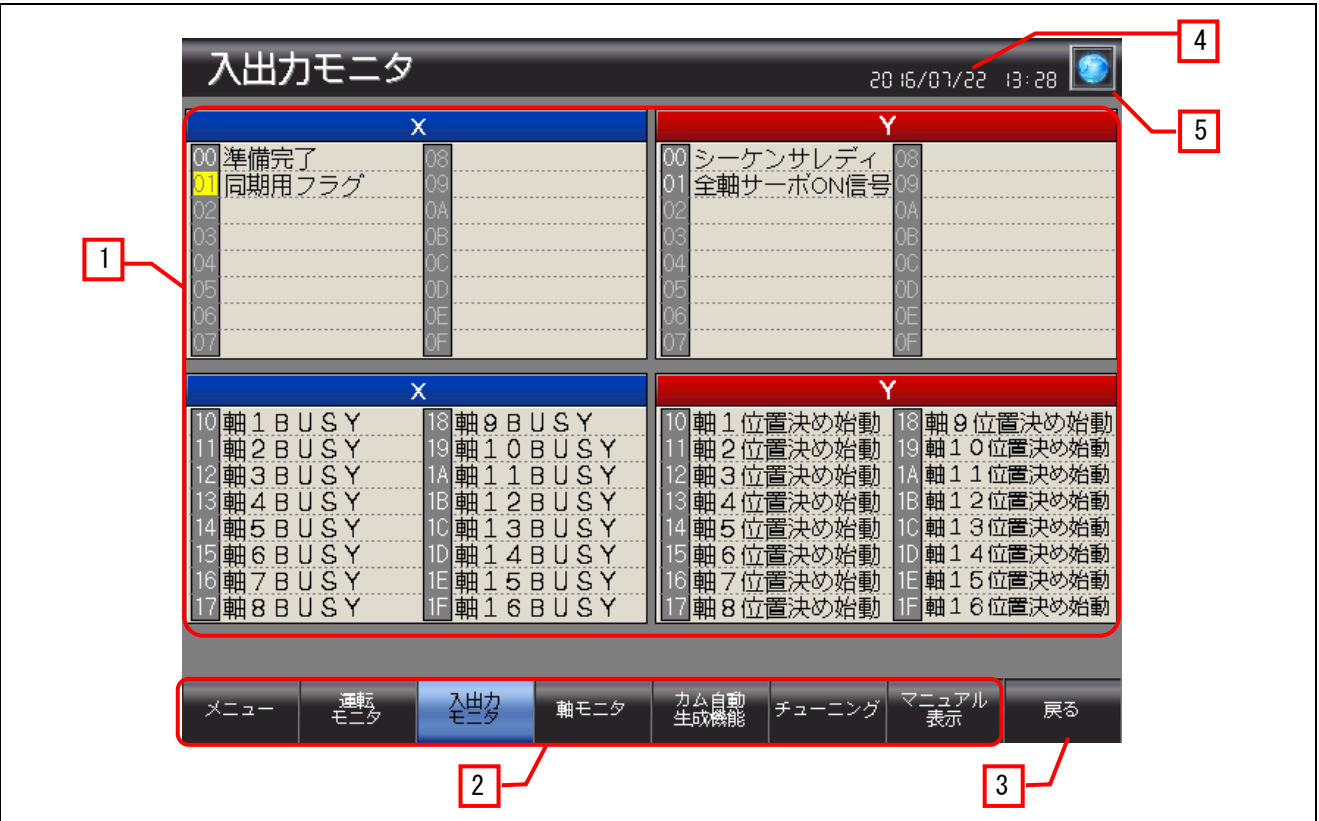 入出力モニタ
2016/07/22 13:28
4
5
1
X
00 準備完了 08
01 同期用フラグ 09
02 0A
03 0B
04 0C
05 0D
06 0E
07 0F
Y
00 シーケンサレディ 08
01 全軸サーボON信号 09
02 0A
03 0B
04 0C
05 0D
06 0E
07 0F
X
10 軸1BUSY 18 軸9BUSY
11 軸2BUSY 19 軸10BUSY
12 軸3BUSY 1A 軸11BUSY
13 軸4BUSY 1B 軸12BUSY
14 軸5BUSY 1C 軸13BUSY
15 軸6BUSY 1D 軸14BUSY
16 軸7BUSY 1E 軸15BUSY
17 軸8BUSY 1F 軸16BUSY
Y
10 軸1位置決め始動 18 軸9位置決め始動
11 軸2位置決め始動 19 軸10位置決め始動
12 軸3位置決め始動 1A 軸11位置決め始動
13 軸4位置決め始動 1B 軸12位置決め始動
14 軸5位置決め始動 1C 軸13位置決め始動
15 軸6位置決め始動 1D 軸14位置決め始動
16 軸7位置決め始動 1E 軸15位置決め始動
17 軸8位置決め始動 1F 軸16位置決め始動
メニュー
運転
モニタ
入出力
モニタ
軸モニタ
カム自動
生成機能
チューニング
マニュアル
表示
戻る
2
3